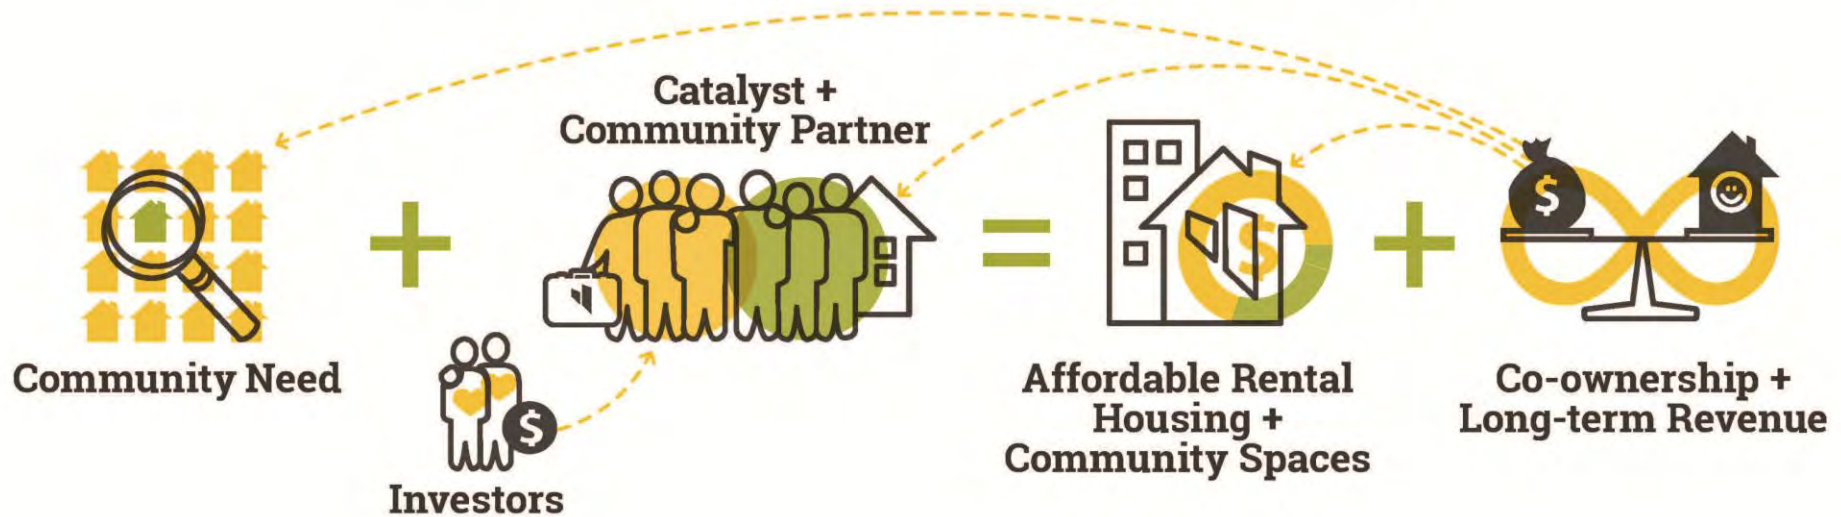 Catalyst +
Community Partner
+
=
$
+
$
Community Need
$
Investors
Affordable Rental
Housing +
Community Spaces
Co-ownership +
Long-term Revenue